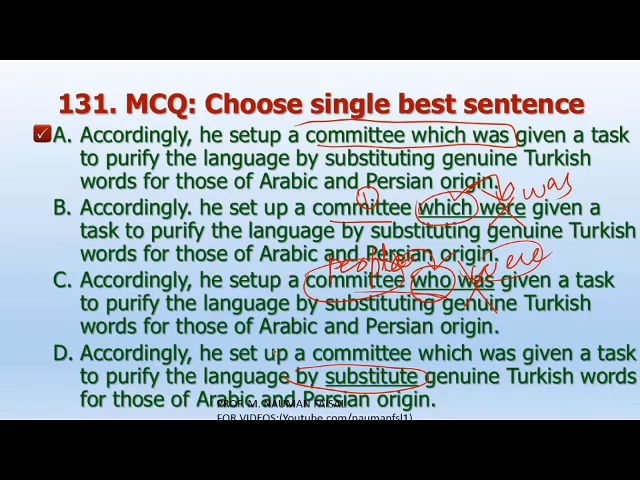 131. MCQ: Choose single best sentence
A. Accordingly, he setup a committee which was given a task
to purify the language by substituting genuine Turkish
words for those of Arabic and Persian origin.
was
1
B. Accordingly. he setup a committee which were given a
task to purify the language by substituting genuine Turkish
words for those of Arabic and Persian origin.
People were
C. Accordingly, he setup a committee who was given a task
to purify the language by substituting genuine Turkish
words for those of Arabic and Persian origin.
D. Accordingly, he set up a committee which was given a task
to purify the language by substitute genuine Turkish words
for those of Arabic and Persian origin.
PROF. M. NAUMAN FAISAL
FOR VIDEOS:(Youtube.com/naumanfsl1)